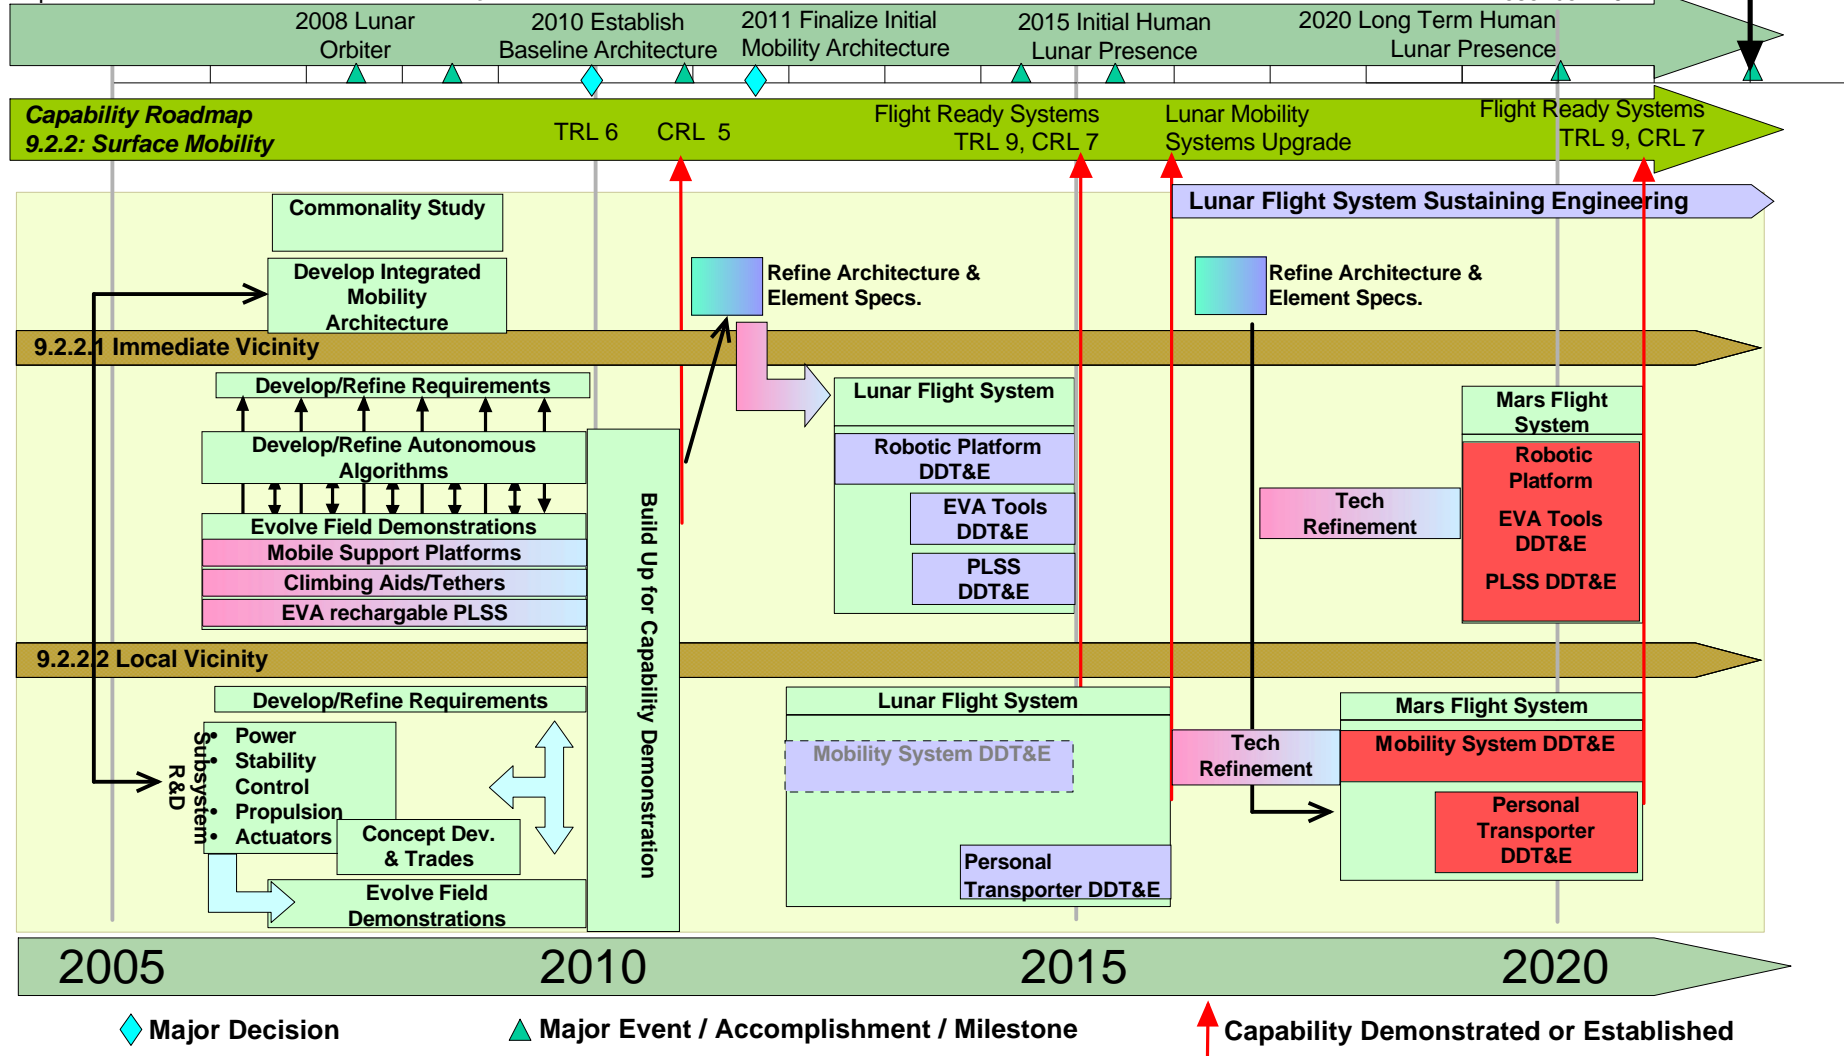 2008 Lunar
Orbiter
2010 Establish
Baseline Architecture
2011 Finalize Initial
Mobility Architecture
2015 Initial Human
Lunar Presence
2020 Long Term Human
Lunar Presence
Capability Roadmap
9.2.2: Surface Mobility
TRL 6
CRL 5
Flight Ready Systems
TRL 9, CRL 7
Lunar Mobility
Systems Upgrade
Flight Ready Systems
TRL 9, CRL 7
Lunar Flight System Sustaining Engineering
Commonality Study
Develop Integrated
Mobility
Architecture
Refine Architecture &
Element Specs.
Refine Architecture &
Element Specs.
9.2.2.1 Immediate Vicinity
Develop/Refine Requirements
Develop/Refine Autonomous
Algorithms
Evolve Field Demonstrations
Mobile Support Platforms
Climbing Aids/Tethers
EVA rechargable PLSS
Build Up for Capability Demonstration
Lunar Flight System
Robotic Platform
DDT&E
EVA Tools
DDT&E
PLSS
DDT&E
Tech
Refinement
Mars Flight
System
Robotic
Platform
EVA Tools
DDT&E
PLSS DDT&E
9.2.2.2 Local Vicinity
Develop/Refine Requirements
Subsystem
R&D
• Power
• Stability
Control
• Propulsion
• Actuators
Concept Dev.
& Trades
Evolve Field
Demonstrations
Lunar Flight System
Mobility System DDT&E
Personal
Transporter DDT&E
Tech
Refinement
Mars Flight System
Mobility System DDT&E
Personal
Transporter
DDT&E
2005
2010
2015
2020
Major Decision
Major Event / Accomplishment / Milestone
Capability Demonstrated or Established